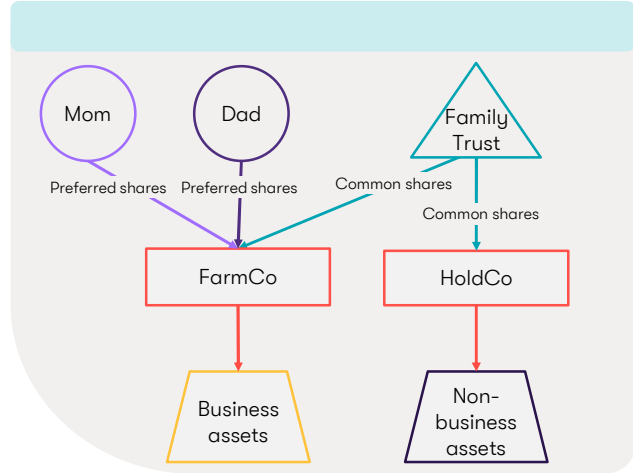 Mom
Dad
Family
Trust
Preferred shares
Preferred shares
Common shares
Common shares
FarmCo
HoldCo
Business
assets
Non-
business
assets